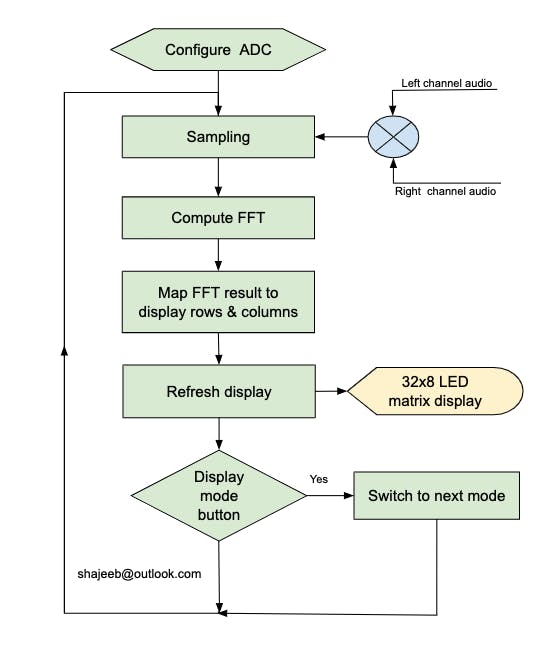 Configure ADC
Left channel audio
Sampling
Right channel audio
Compute FFT
Map FFT result to
display rows & columns
Refresh display
32x8 LED
matrix display
Display
mode
button
Yes
Switch to next mode
shajeeb@outlook.com